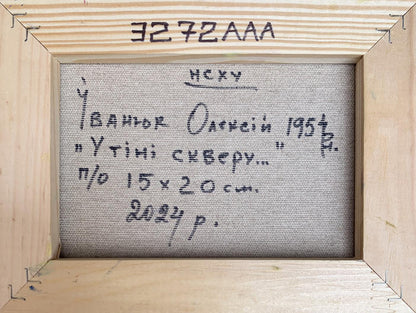 3272AAA
НСХУ
Іванюк Олексій 1954 р.н.
"У тіні скверу..."
п/о 15 x 20 см.
2024 р.